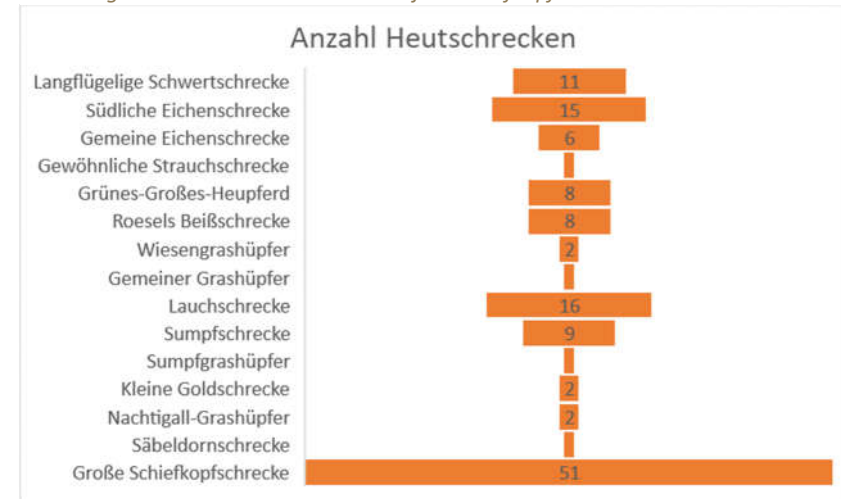 Anzahl Heutschrecken
Langflügelige Schwertschrecke 11
Südliche Eichenschrecke 15
Gemeine Eichenschrecke 6
Gewöhnliche Strauchschrecke
Grünes-Großes-Heupferd 8
Roesels Beißschrecke 8
Wiesengrashüpfer 2
Gemeiner Grashüpfer
Lauchschrecke 16
Sumpfschrecke 9
Sumpfgrashüpfer
Kleine Goldschrecke 2
Nachtigall-Grashüpfer 2
Säbeldornschrecke
Große Schiefkopfschrecke 51